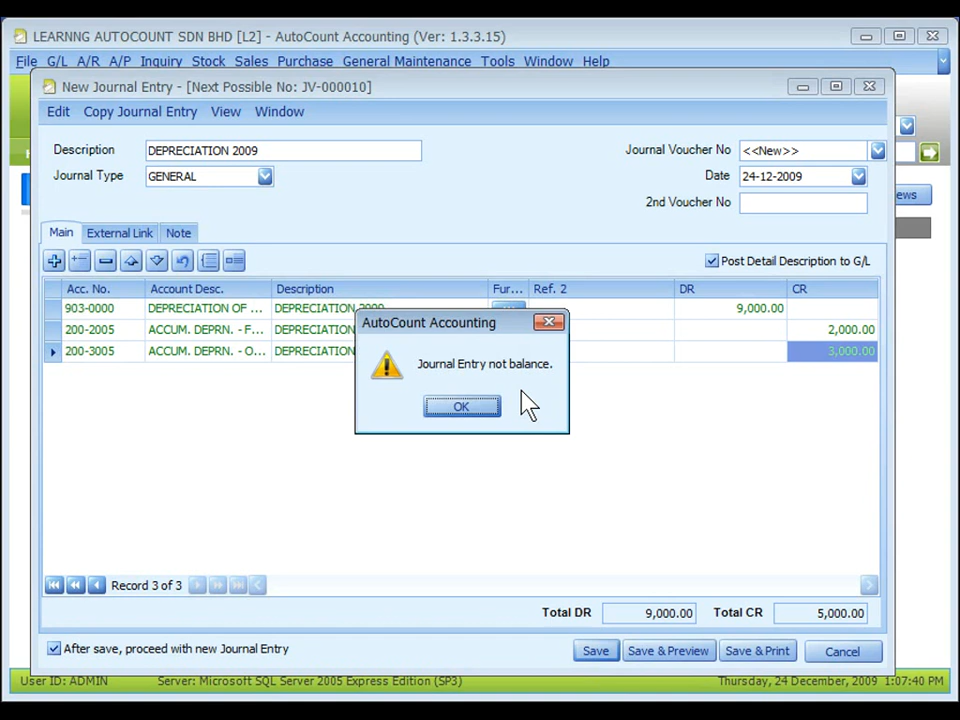 LEARNNG AUTOCOUNT SDN BHD [L2] - AutoCount Accounting (Ver: 1.3.3.15)
File G/L A/R A/P Inquiry Stock Sales Purchase General Maintenance Tools Window Help
New Journal Entry - [Next Possible No: JV-000010]
Edit Copy Journal Entry View Window
Description DEPRECIATION 2009 Journal Voucher No <<New>>
Journal Type GENERAL Date 24-12-2009
2nd Voucher No
ews
Main External Link Note
Post Detail Description to G/L
Acc. No. Account Desc. Description Fur... Ref. 2 DR CR
903-0000 DEPRECIATION OF ... DEPRECIATION 2009 9,000.00
200-2005 ACCUM. DEPRN. - F... DEPRECIATION 2,000.00
200-3005 ACCUM. DEPRN. - O... DEPRECIATION 3,000.00
AutoCount Accounting
Journal Entry not balance.
OK
Record 3 of 3
Total DR 9,000.00 Total CR 5,000.00
After save, proceed with new Journal Entry Save Save & Preview Save & Print Cancel
User ID: ADMIN Server: Microsoft SQL Server 2005 Express Edition (SP3) Thursday, 24 December, 2009 1:07:40 PM